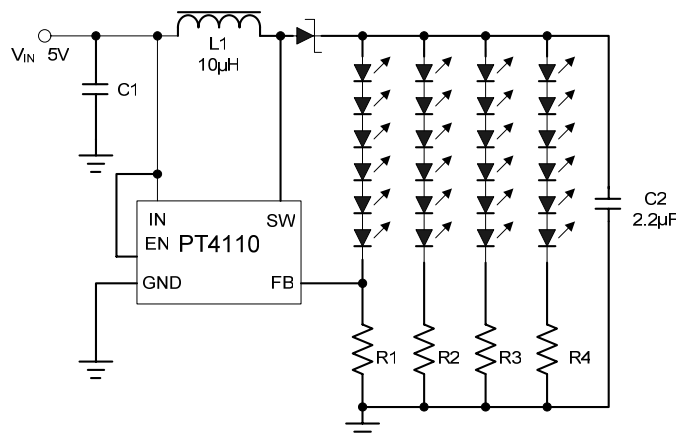 L1
10µH
VIN 5V
C1
C2
2.2µF
IN
SW
EN
PT4110
GND
FB
R1
R2
R3
R4